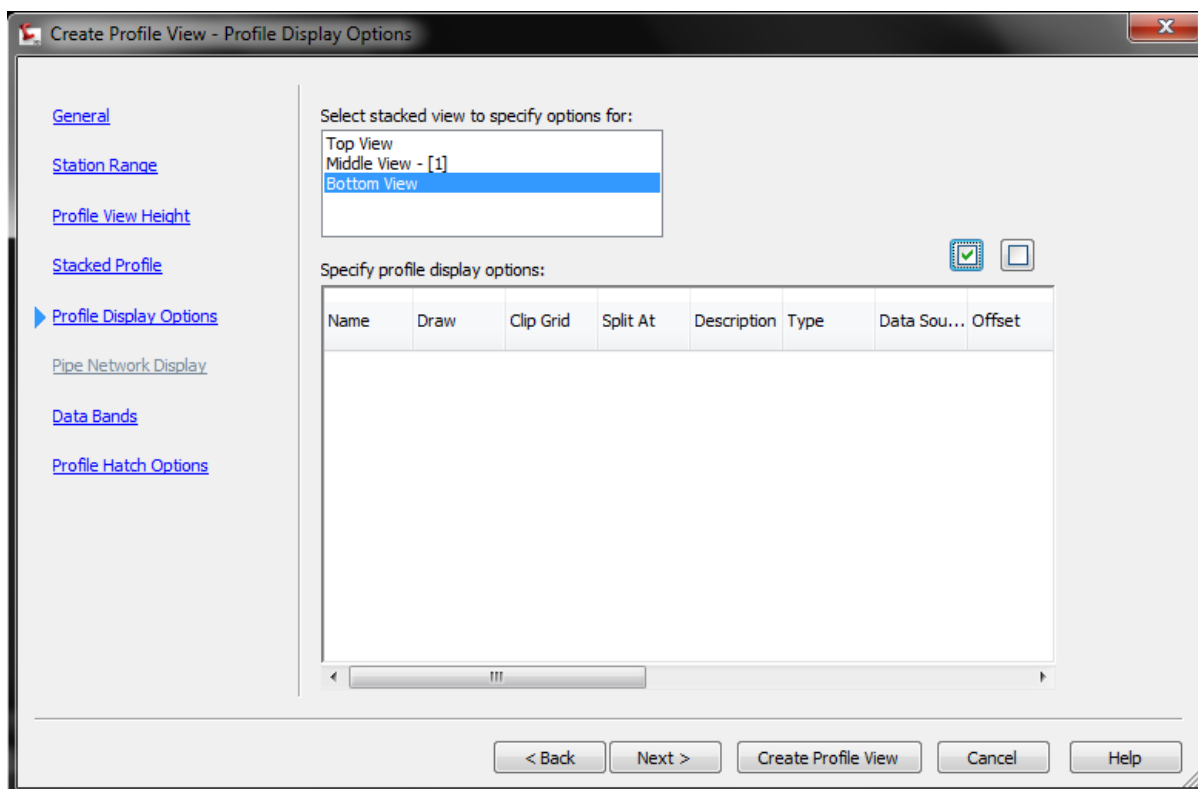 Create Profile View - Profile Display Options
General
Station Range
Profile View Height
Stacked Profile
Profile Display Options
Pipe Network Display
Data Bands
Profile Hatch Options
Select stacked view to specify options for:
Top View
Middle View - [1]
Bottom View
Specify profile display options:
Name Draw Clip Grid Split At Description Type Data Sou... Offset
< Back Next > Create Profile View Cancel Help